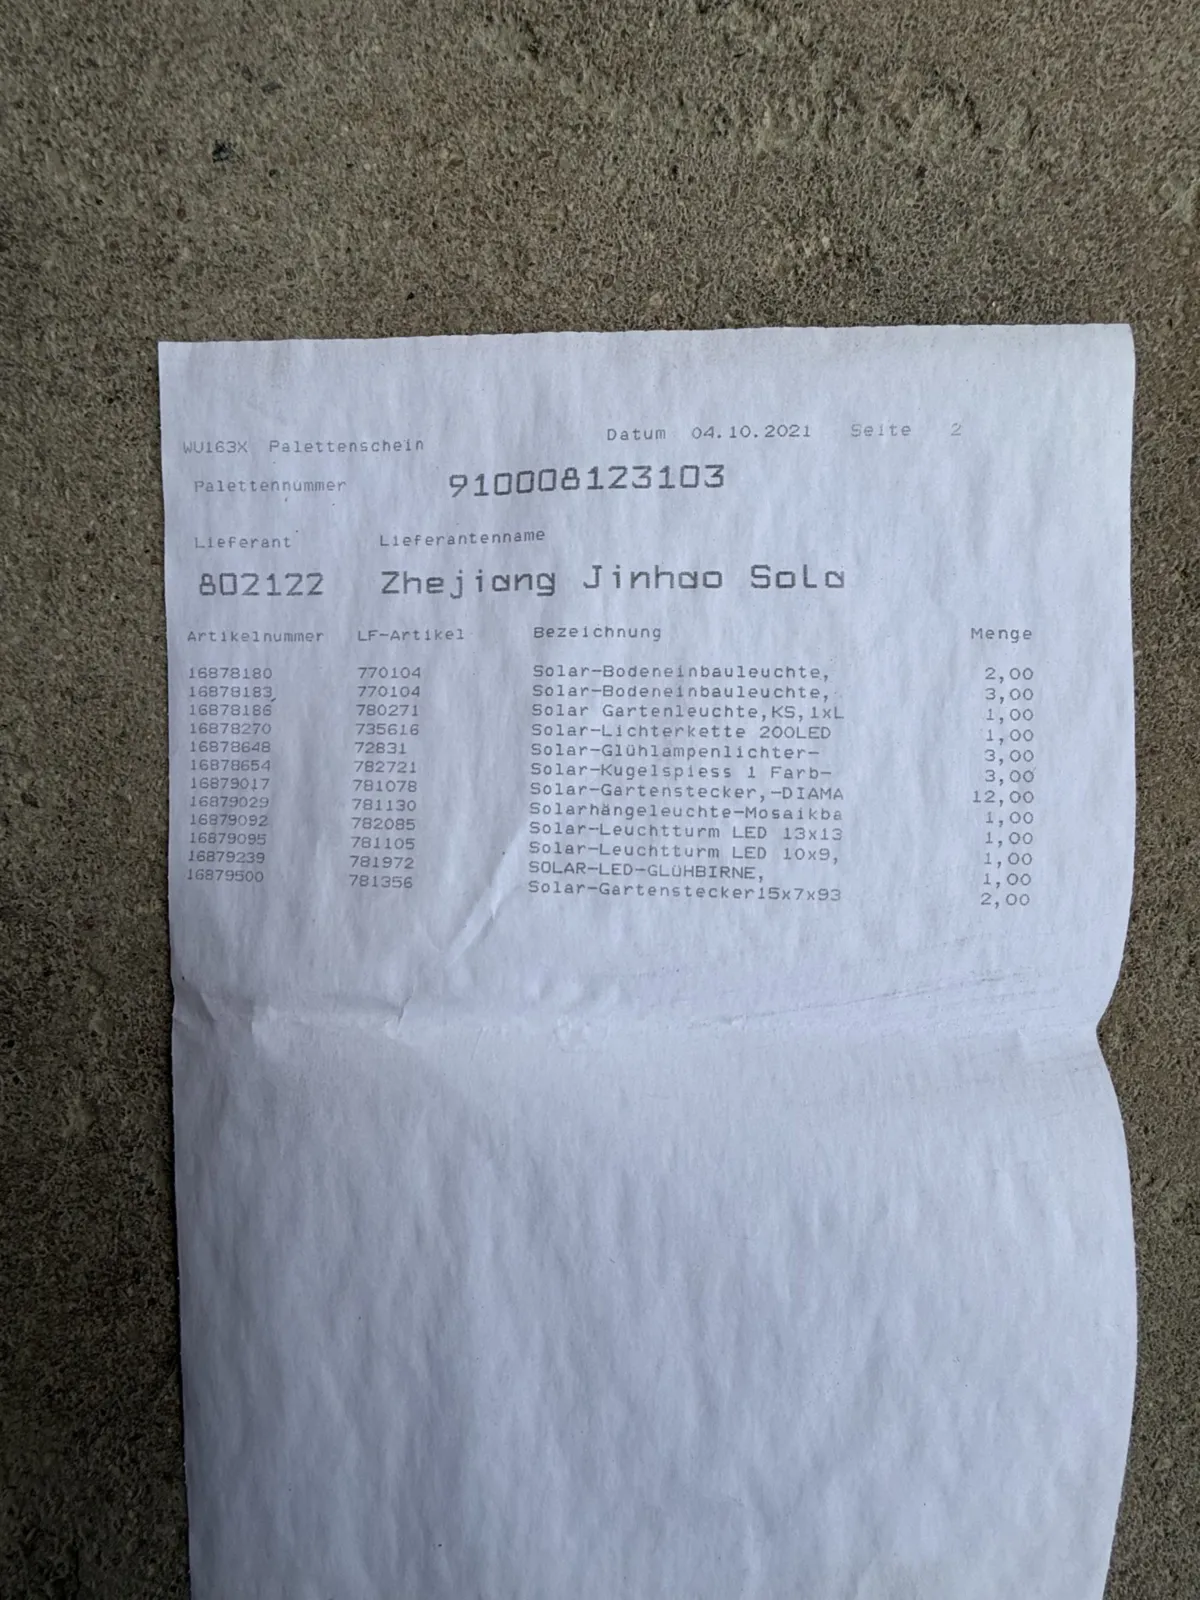 WU163X Palettenschein Datum 04.10.2021 Seite 2
Palettennummer 910008123103
Lieferant Lieferantenname
802122 Zhejiang Jinhao Sola
Artikelnummer LF-Artikel Bezeichnung Menge
16878180 770104 Solar-Bodeneinbauleuchte, 2,00
16878183 770104 Solar-Bodeneinbauleuchte, 3,00
16878186 780271 Solar Gartenleuchte,KS,1xL 1,00
16878270 735616 Solar-Lichterkette 200LED 1,00
16878648 72831 Solar-Glühlampenlichter- 3,00
16878654 782721 Solar-Kugelspiess 1 Farb- 3,00
16879017 781078 Solar-Gartenstecker,-DIAMA 12,00
16879029 781130 Solarhängeleuchte-Mosaikba 1,00
16879092 782085 Solar-Leuchtturm LED 13x13 1,00
16879095 781105 Solar-Leuchtturm LED 10x9, 1,00
16879239 781972 SOLAR-LED-GLÜHBIRNE, 1,00
16879500 781356 Solar-Gartenstecker15x7x93 2,00